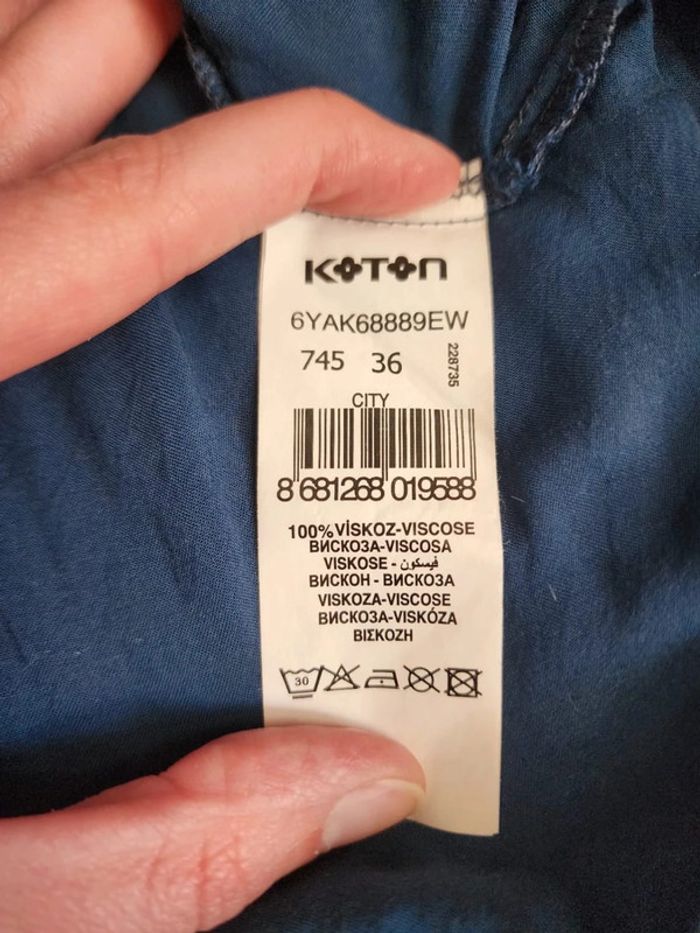 KOTON
6YAK68889EW
745 36
228735
CITY
8 681268 019588
100%VİSKOZ-VISCOSE
ВИСКОЗА-VISCOSA
VISKOSE - فيسكون
ВИСКОН - ВИСКОЗА
VISKOZA-VISCOSE
ВИСКОЗА-VISKÓZA
ΒΙΣΚΟΖΗ
30